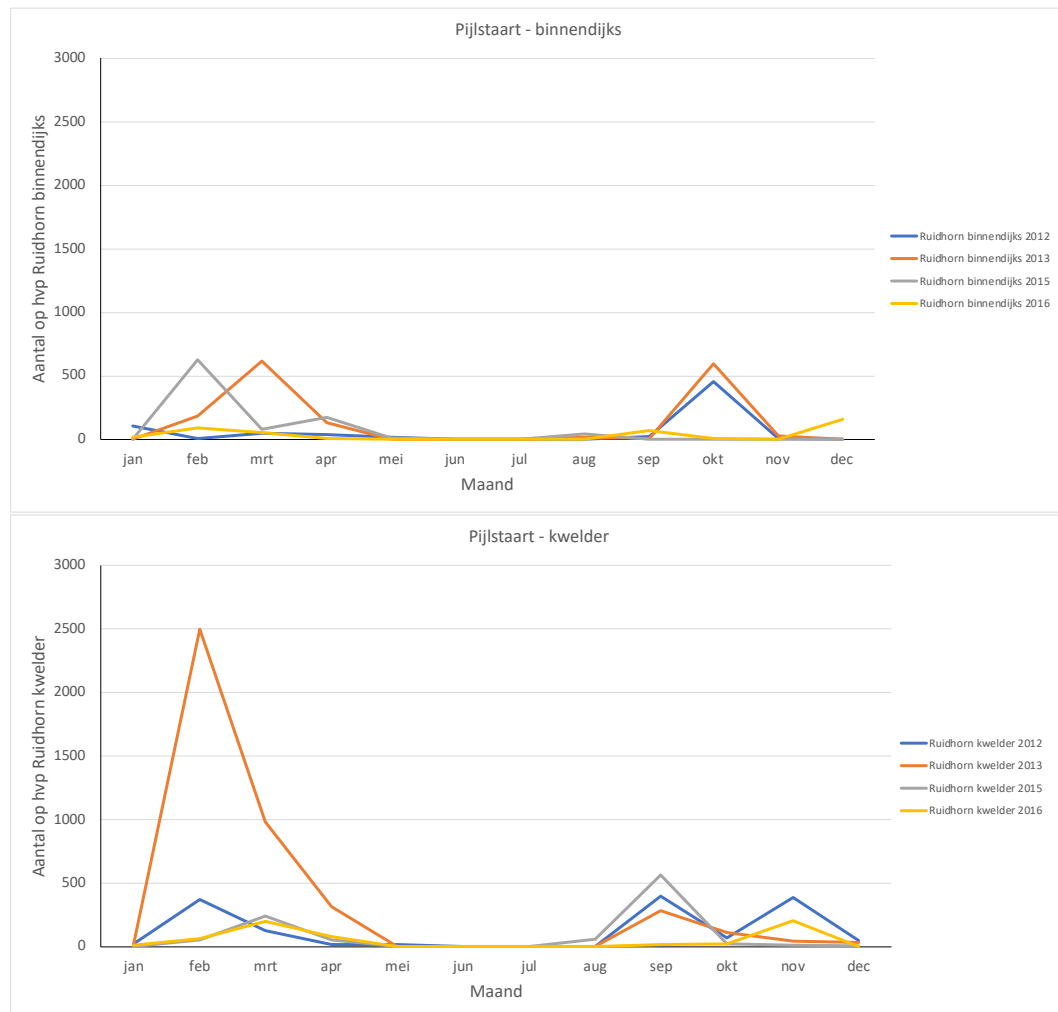 Pijlstaart - binnendijks
3000
2500
2000
1500
1000
500
0
Aantal op hvp Ruidhorn binnendijks
jan feb mrt apr mei jun jul aug sep okt nov dec
Maand
Ruidhorn binnendijks 2012
Ruidhorn binnendijks 2013
Ruidhorn binnendijks 2015
Ruidhorn binnendijks 2016
Pijlstaart - kwelder
3000
2500
2000
1500
1000
500
0
Aantal op hvp Ruidhorn kwelder
jan feb mrt apr mei jun jul aug sep okt nov dec
Maand
Ruidhorn kwelder 2012
Ruidhorn kwelder 2013
Ruidhorn kwelder 2015
Ruidhorn kwelder 2016